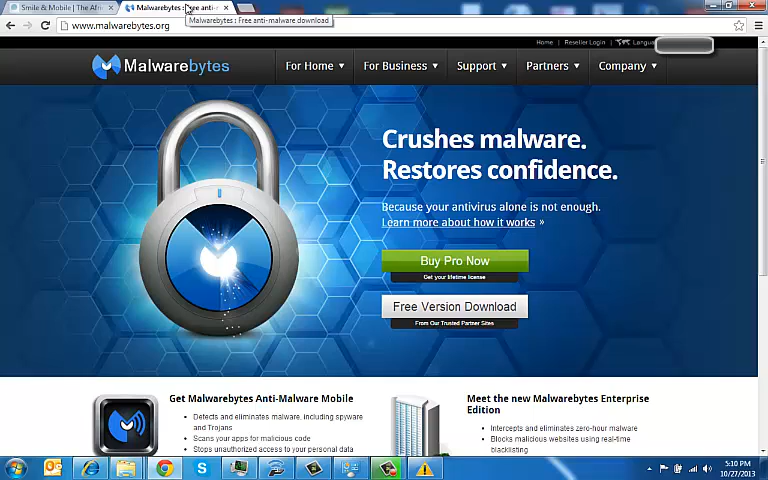 Smile & Mobile | The Afri
Malwarebytes : Free anti-
Malwarebytes : Free anti-malware download
www.malwarebytes.org
Home | Reseller Login |
Malwarebytes
For Home
For Business
Support
Partners
Company
Crushes malware.
Restores confidence.
Because your antivirus alone is not enough.
Learn more about how it works »
Buy Pro Now
Get your lifetime license
Free Version Download
From Our Trusted Partner Sites
Get Malwarebytes Anti-Malware Mobile
Detects and eliminates malware, including spyware
and Trojans
Scans your apps for malicious code
Stops unauthorized access to your personal data
Meet the new Malwarebytes Enterprise
Edition
Intercepts and eliminates zero-hour malware
Blocks malicious websites using real-time
blacklisting
5:10 PM
10/27/2013